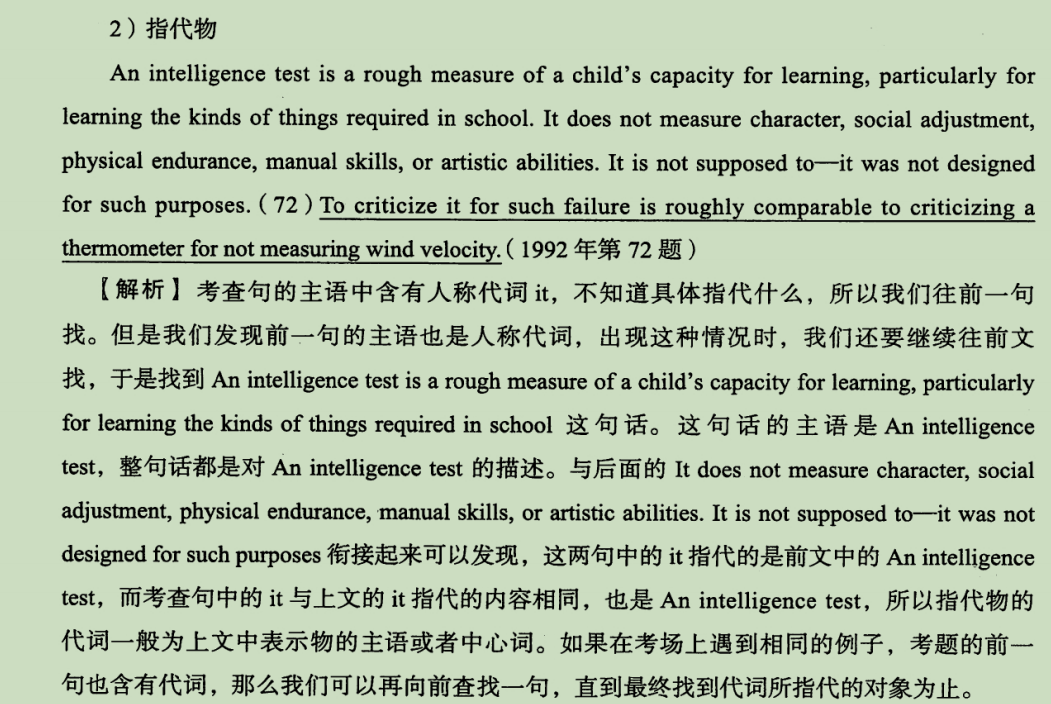 2）指代物
An intelligence test is a rough measure of a child's capacity for learning, particularly for
learning the kinds of things required in school. It does not measure character, social adjustment,
physical endurance, manual skills, or artistic abilities. It is not supposed to—it was not designed
for such purposes.（72）To criticize it for such failure is roughly comparable to criticizing a
thermometer for not measuring wind velocity.（1992 年第 72 题）
【解析】考查句的主语中含有人称代词 it，不知道具体指代什么，所以我们往前一句
找。但是我们发现前一句的主语也是人称代词，出现这种情况时，我们还要继续往前文
找，于是找到 An intelligence test is a rough measure of a child's capacity for learning, particularly
for learning the kinds of things required in school 这句话。这句话的主语是 An intelligence
test，整句话都是对 An intelligence test 的描述。与后面的 It does not measure character, social
adjustment, physical endurance, manual skills, or artistic abilities. It is not supposed to—it was not
designed for such purposes 衔接起来可以发现，这两句中的 it 指代的是前文中的 An intelligence
test，而考查句中的 it 与上文的 it 指代的内容相同，也是 An intelligence test，所以指代物的
代词一般为上文中表示物的主语或者中心词。如果在考场上遇到相同的例子，考题的前一
句也含有代词，那么我们可以再向前查找一句，直到最终找到代词所指代的对象为止。